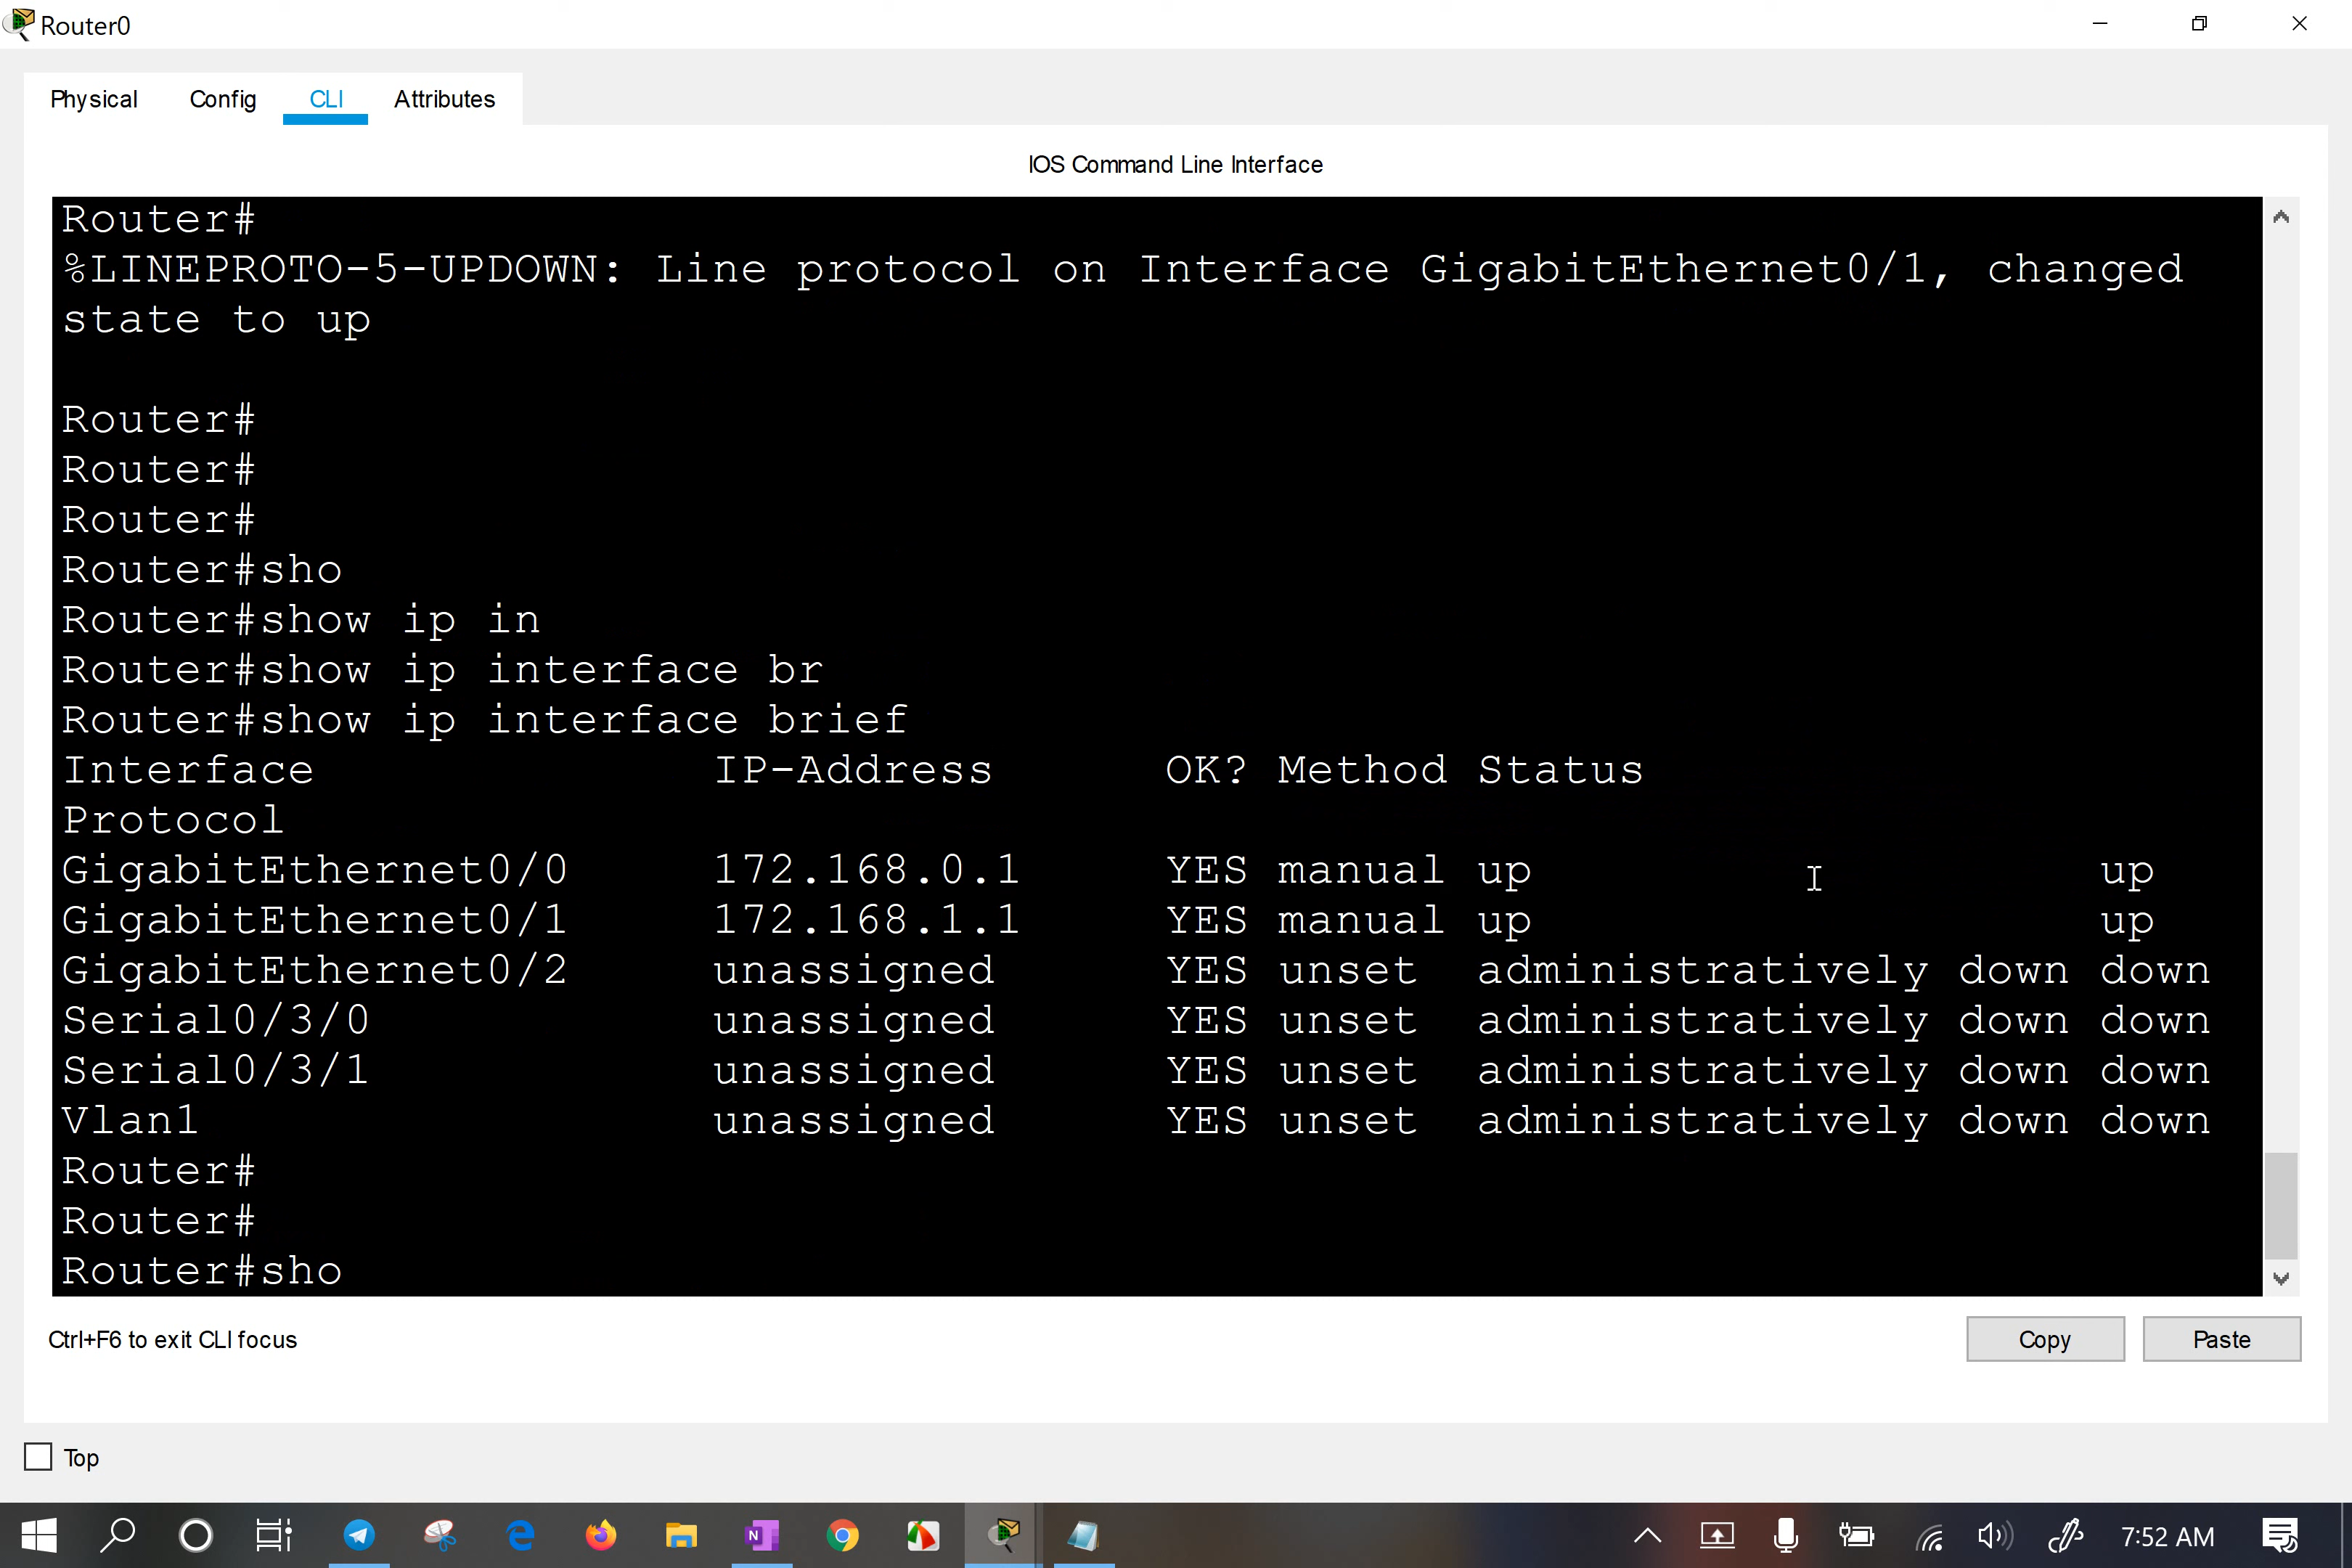 Router0
Physical Config CLI Attributes
IOS Command Line Interface
Router#
%LINEPROTO-5-UPDOWN: Line protocol on Interface GigabitEthernet0/1, changed
state to up
Router#
Router#
Router#
Router#sho
Router#show ip in
Router#show ip interface br
Router#show ip interface brief
Interface IP-Address OK? Method Status
Protocol
GigabitEthernet0/0 172.168.0.1 YES manual up up
GigabitEthernet0/1 172.168.1.1 YES manual up up
GigabitEthernet0/2 unassigned YES unset administratively down down
Serial0/3/0 unassigned YES unset administratively down down
Serial0/3/1 unassigned YES unset administratively down down
Vlan1 unassigned YES unset administratively down down
Router#
Router#
Router#sho
Ctrl+F6 to exit CLI focus Copy Paste
Top
7:52 AM